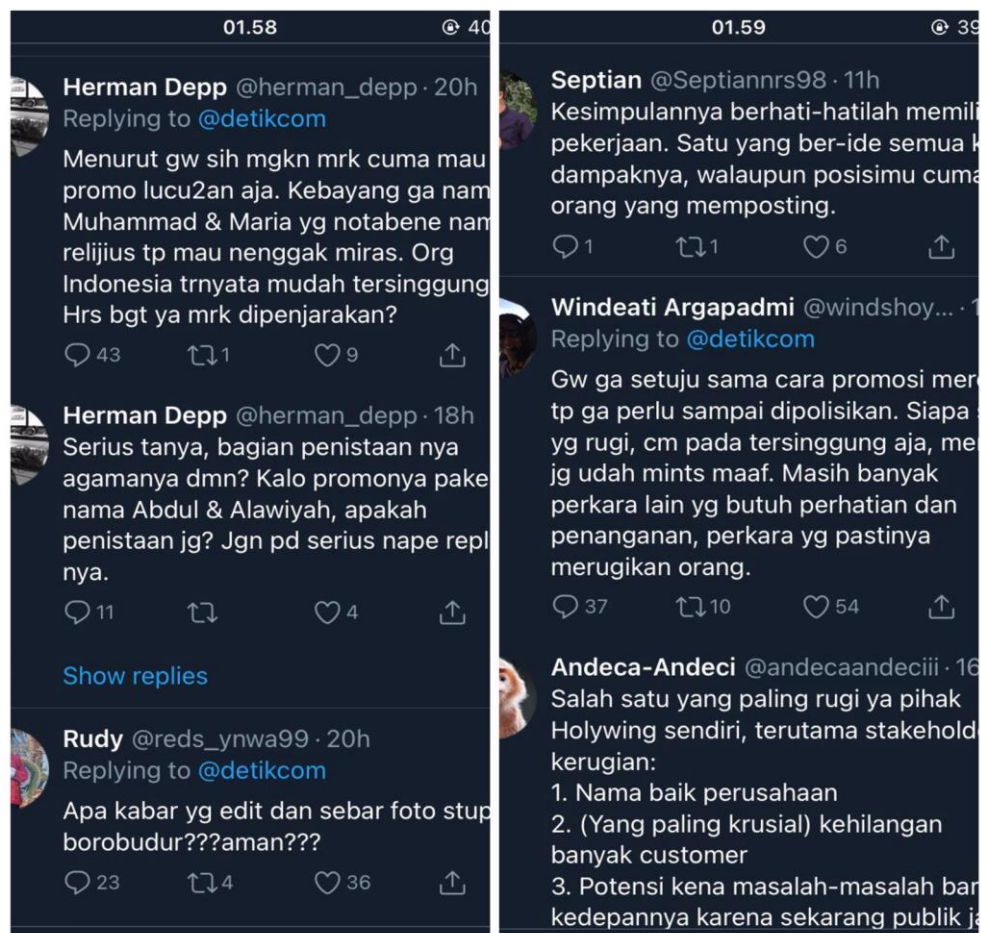 01.58
40
Herman Depp @herman_depp · 20h
Replying to @detikcom
Menurut gw sih mgkn mrk cuma mau
promo lucu2an aja. Kebayang ga
Muhammad & Maria yg notabene
relijius tp mau nenggak miras. Org
Indonesia trnyata mudah tersinggung
Hrs bgt ya mrk dipenjarakan?
43 1 9
Herman Depp @herman_depp · 18h
Serius tanya, bagian penistaan nya
agamanya dmn? Kalo promonya pake
nama Abdul & Alawiyah, apakah
penistaan jg? Jgn pd serius nape
nya.
11 4
Show replies
Rudy @reds_ynwa99 · 20h
Replying to @detikcom
Apa kabar yg edit dan sebar foto
borobudur???aman???
23 4 36
01.59
39
Septian @Septiannrs98 · 11h
Kesimpulannya berhati-hatilah
pekerjaan. Satu yang ber-ide semua
dampaknya, walaupun posisimu cuma
orang yang memposting.
1 1 6
Windeati Argapadmi @windshoy... ·
Replying to @detikcom
Gw ga setuju sama cara promosi
tp ga perlu sampai dipolisikan. Siapa
yg rugi, cm pada tersinggung aja,
jg udah mints maaf. Masih banyak
perkara lain yg butuh perhatian dan
penanganan, perkara yg pastinya
merugikan orang.
37 10 54
Andeca-Andeci @andecaandeciii · 16
Salah satu yang paling rugi ya pihak
Holywing sendiri, terutama
kerugian:
1. Nama baik perusahaan
2. (Yang paling krusial) kehilangan
banyak customer
3. Potensi kena masalah-masalah
kedepannya karena sekarang publik